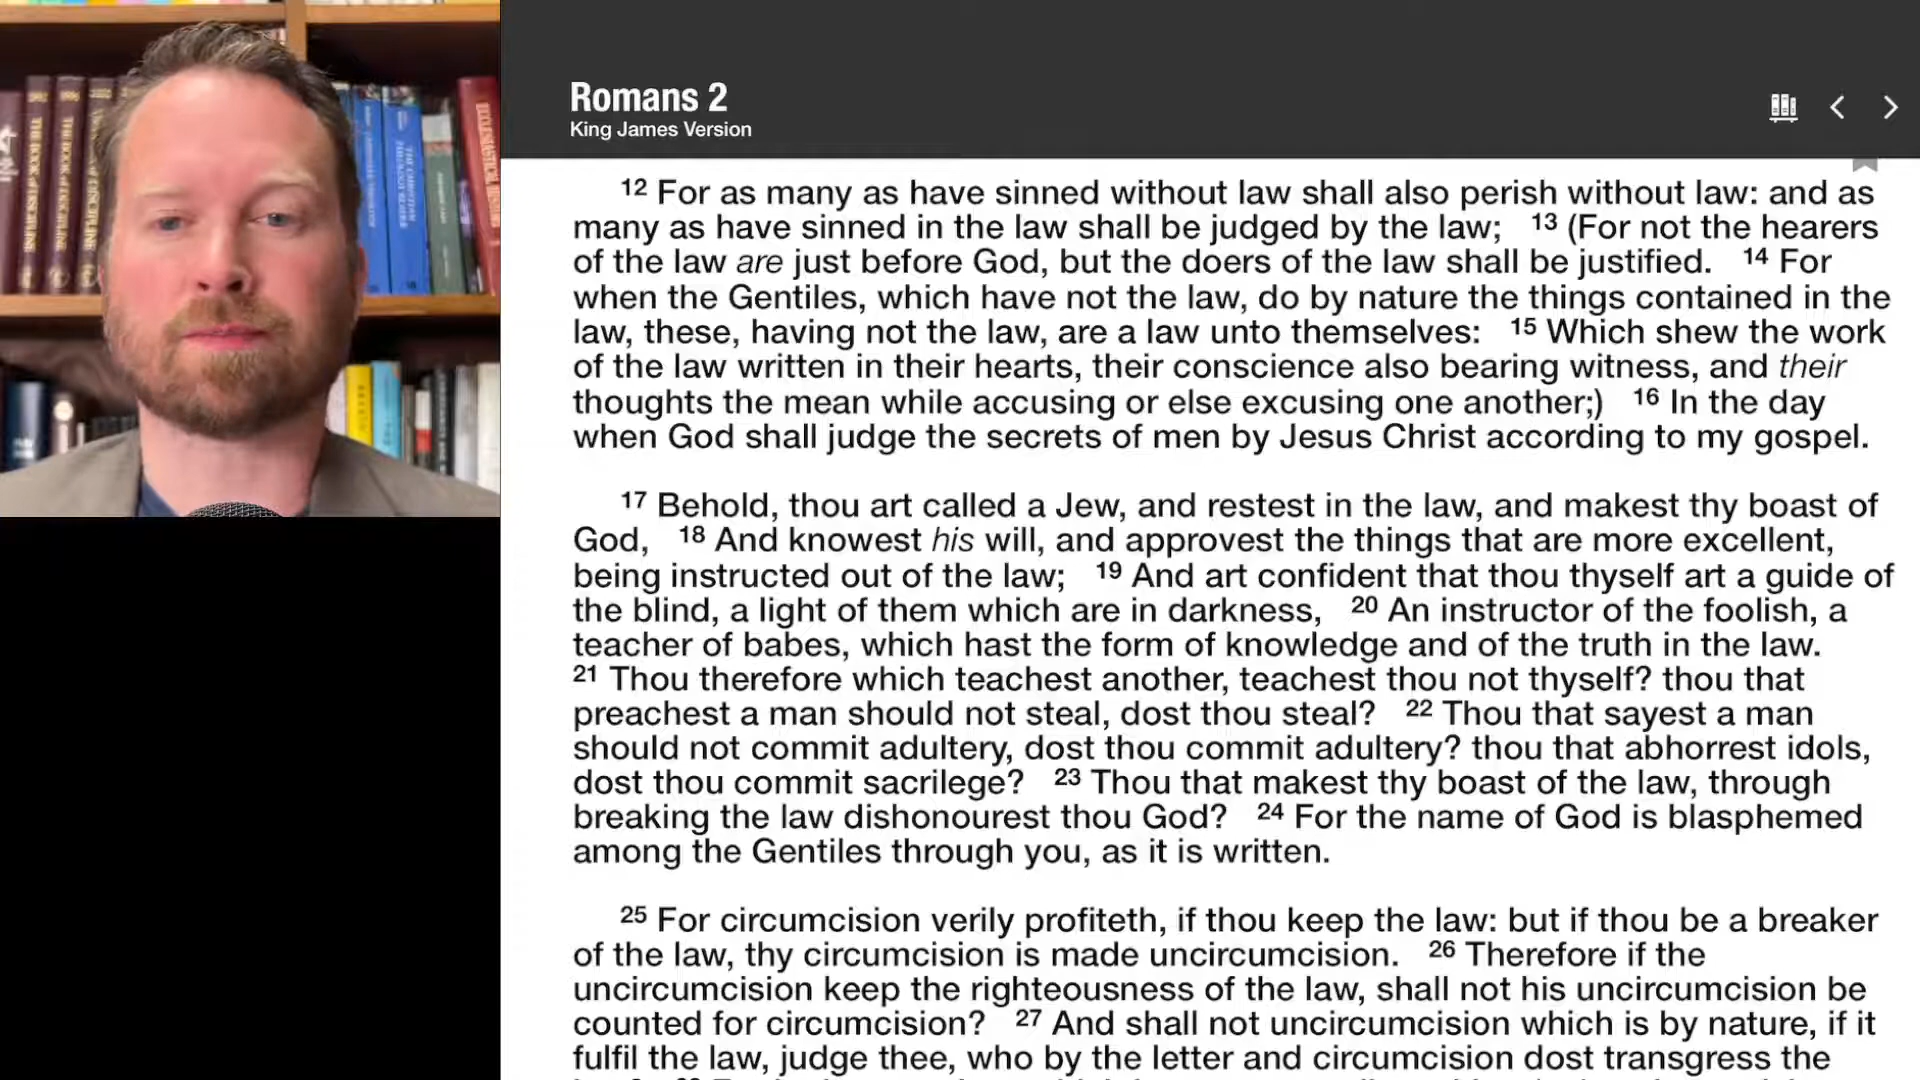 THE BOOK OF DISCIPLINE
THE BOOK OF DISCIPLINE
THE CHRISTIAN
THEOLOGY READER
Romans 2
King James Version
12 For as many as have sinned without law shall also perish without law: and as
many as have sinned in the law shall be judged by the law; 13 (For not the hearers
of the law are just before God, but the doers of the law shall be justified. 14 For
when the Gentiles, which have not the law, do by nature the things contained in the
law, these, having not the law, are a law unto themselves: 15 Which shew the work
of the law written in their hearts, their conscience also bearing witness, and their
thoughts the mean while accusing or else excusing one another;) 16 In the day
when God shall judge the secrets of men by Jesus Christ according to my gospel.
17 Behold, thou art called a Jew, and restest in the law, and makest thy boast of
God, 18 And knowest his will, and approvest the things that are more excellent,
being instructed out of the law; 19 And art confident that thou thyself art a guide of
the blind, a light of them which are in darkness, 20 An instructor of the foolish, a
teacher of babes, which hast the form of knowledge and of the truth in the law.
21 Thou therefore which teachest another, teachest thou not thyself? thou that
preachest a man should not steal, dost thou steal? 22 Thou that sayest a man
should not commit adultery, dost thou commit adultery? thou that abhorrest idols,
dost thou commit sacrilege? 23 Thou that makest thy boast of the law, through
breaking the law dishonourest thou God? 24 For the name of God is blasphemed
among the Gentiles through you, as it is written.
25 For circumcision verily profiteth, if thou keep the law: but if thou be a breaker
of the law, thy circumcision is made uncircumcision. 26 Therefore if the
uncircumcision keep the righteousness of the law, shall not his uncircumcision be
counted for circumcision? 27 And shall not uncircumcision which is by nature, if it
fulfil the law, judge thee, who by the letter and circumcision dost transgress the